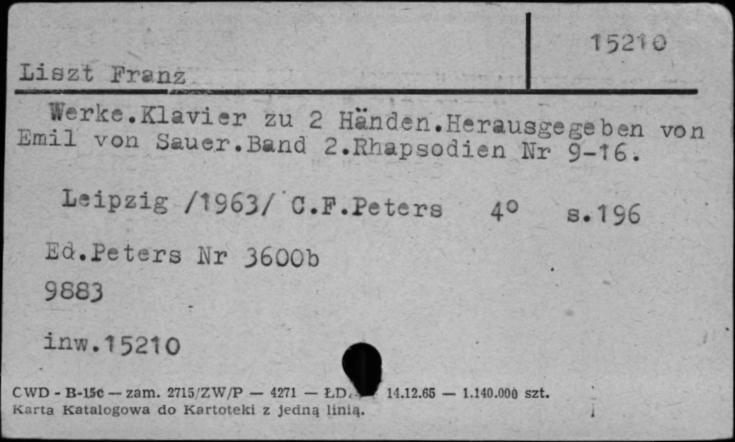 15210
Liszt Franz
Werke.Klavier zu 2 Händen.Herausgegeben von
Emil von Sauer.Band 2.Rhapsodien Nr 9-16.
Leipzig /1963/ C.F.Peters 4° s.196
Ed.Peters Nr 3600b
9883
inw.15210
CWD - B-15c — zam. 2715/ZW/P — 4271 — ŁD. 14.12.65 — 1.140.000 szt.
Karta Katalogowa do Kartoteki z jedną linią.